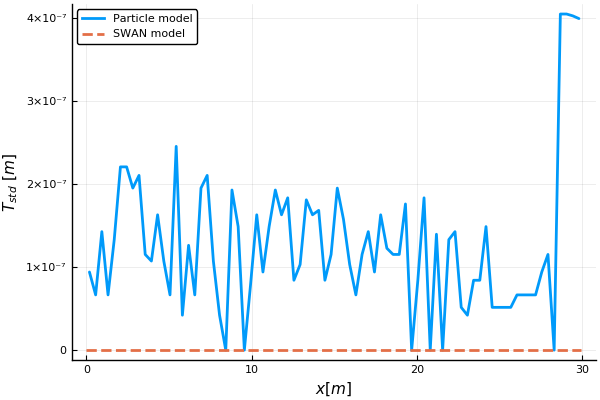 Particle model
SWAN model
4×10⁻⁷
3×10⁻⁷
2×10⁻⁷
1×10⁻⁷
0
T_std [m]
0 10 20 30
x[m]